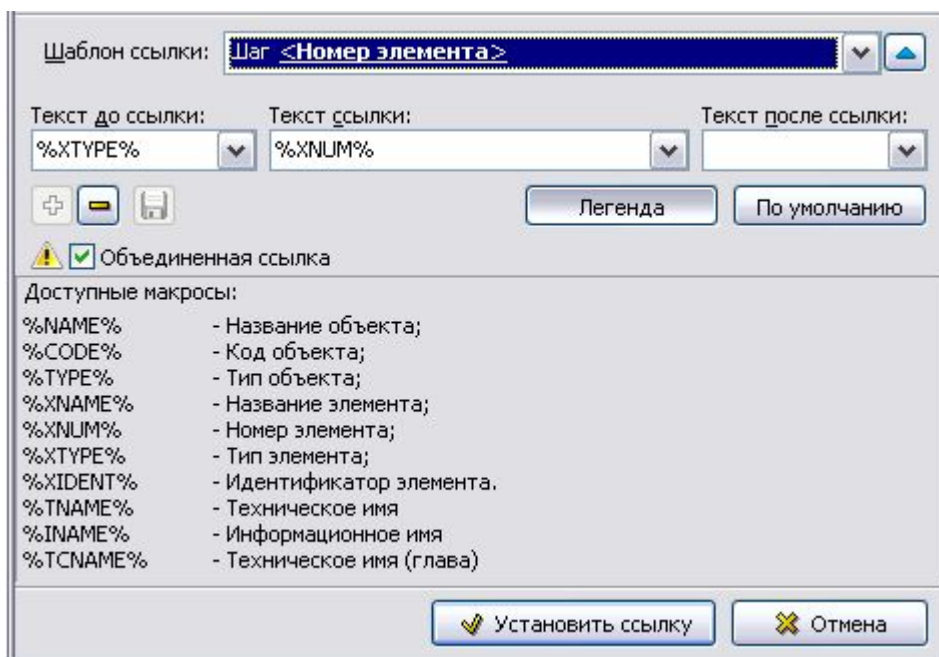 Шаблон ссылки: Шаг <Номер элемента>
Текст до ссылки: Текст ссылки: Текст после ссылки:
%XTYPE% %XNUM%
Легенда По умолчанию
Объединенная ссылка
Доступные макросы:
%NAME% - Название объекта;
%CODE% - Код объекта;
%TYPE% - Тип объекта;
%XNAME% - Название элемента;
%XNUM% - Номер элемента;
%XTYPE% - Тип элемента;
%XIDENT% - Идентификатор элемента.
%TNAME% - Техническое имя
%INAME% - Информационное имя
%TCNAME% - Техническое имя (глава)
Установить ссылку Отмена